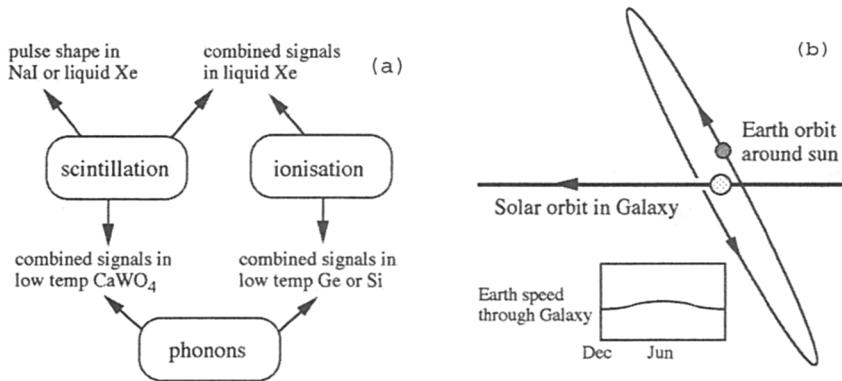 pulse shape in
NaI or liquid Xe
combined signals
in liquid Xe
(a)
scintillation
ionisation
combined signals in
low temp CaWO₄
combined signals in
low temp Ge or Si
phonons
(b)
Earth orbit
around sun
Solar orbit in Galaxy
Earth speed
through Galaxy
Dec Jun